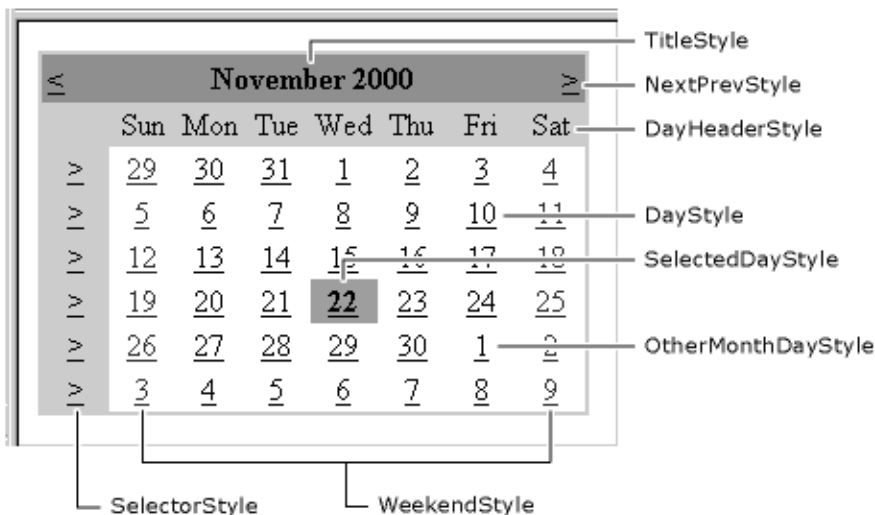 TitleStyle
< November 2000 > NextPrevStyle
Sun Mon Tue Wed Thu Fri Sat DayHeaderStyle
> 29 30 31 1 2 3 4
> 5 6 7 8 9 10 11 DayStyle
> 12 13 14 15 16 17 18 SelectedDayStyle
> 19 20 21 22 23 24 25
> 26 27 28 29 30 1 2 OtherMonthDayStyle
> 3 4 5 6 7 8 9
SelectorStyle WeekendStyle